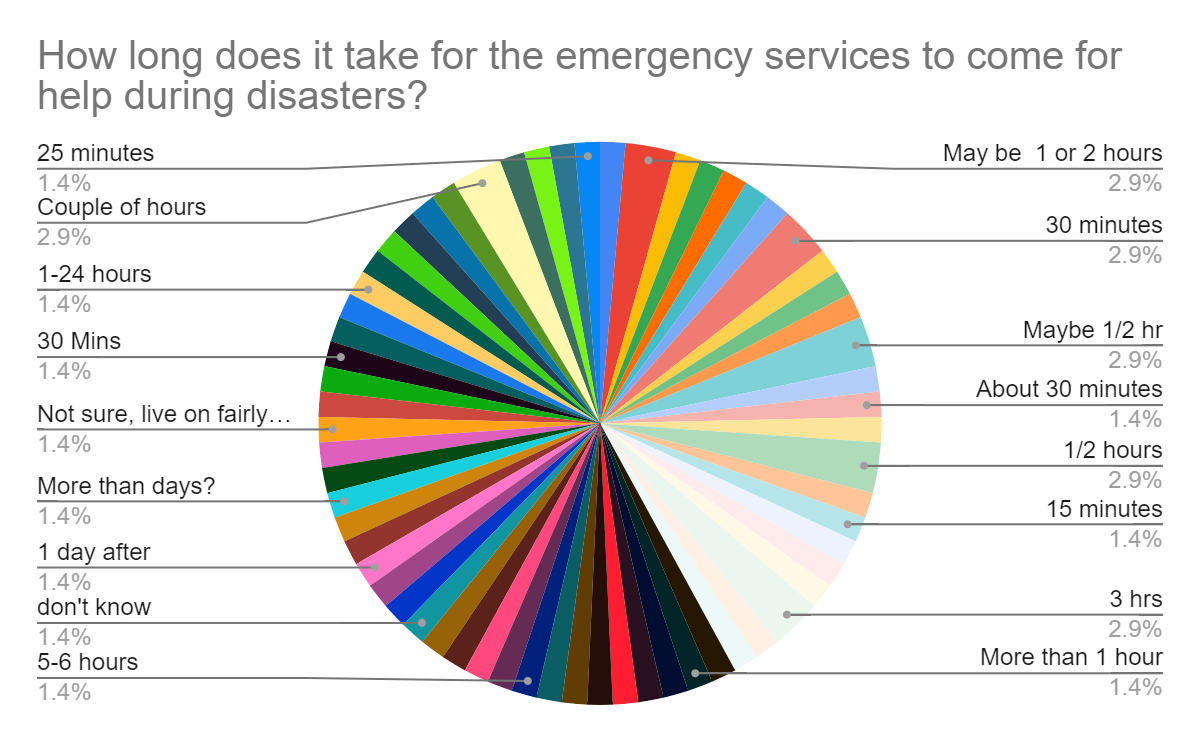 How long does it take for the emergency services to come for
help during disasters?
25 minutes
1.4%
Couple of hours
2.9%
1-24 hours
1.4%
30 Mins
1.4%
Not sure, live on fairly…
1.4%
More than days?
1.4%
1 day after
1.4%
don't know
1.4%
5-6 hours
1.4%
May be  1 or 2 hours
2.9%
30 minutes
2.9%
Maybe 1/2 hr
2.9%
About 30 minutes
1.4%
1/2 hours
2.9%
15 minutes
1.4%
3 hrs
2.9%
More than 1 hour
1.4%